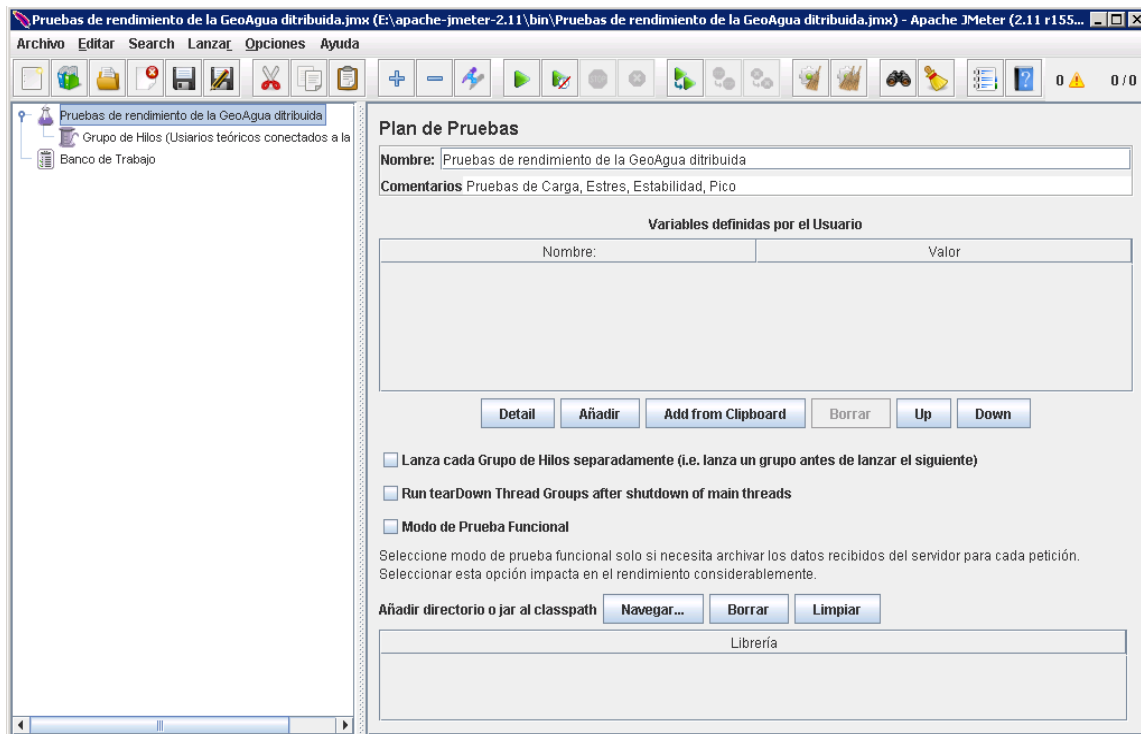 Pruebas de rendimiento de la GeoAgua ditribuida.jmx (E:\apache-jmeter-2.11\bin\Pruebas de rendimiento de la GeoAgua ditribuida.jmx) - Apache JMeter (2.11 r155...
Archivo Editar Search Lanzar Opciones Ayuda
0 0 / 0
Pruebas de rendimiento de la GeoAgua ditribuida
Grupo de Hilos (Usiarios teóricos conectados a la
Banco de Trabajo
Plan de Pruebas
Nombre: Pruebas de rendimiento de la GeoAgua ditribuida
Comentarios Pruebas de Carga, Estres, Estabilidad, Pico
Variables definidas por el Usuario
Nombre: Valor
Detail Añadir Add from Clipboard Borrar Up Down
Lanza cada Grupo de Hilos separadamente (i.e. lanza un grupo antes de lanzar el siguiente)
Run tearDown Thread Groups after shutdown of main threads
Modo de Prueba Funcional
Seleccione modo de prueba funcional solo si necesita archivar los datos recibidos del servidor para cada petición.
Seleccionar esta opción impacta en el rendimiento considerablemente.
Añadir directorio o jar al classpath Navegar... Borrar Limpiar
Librería